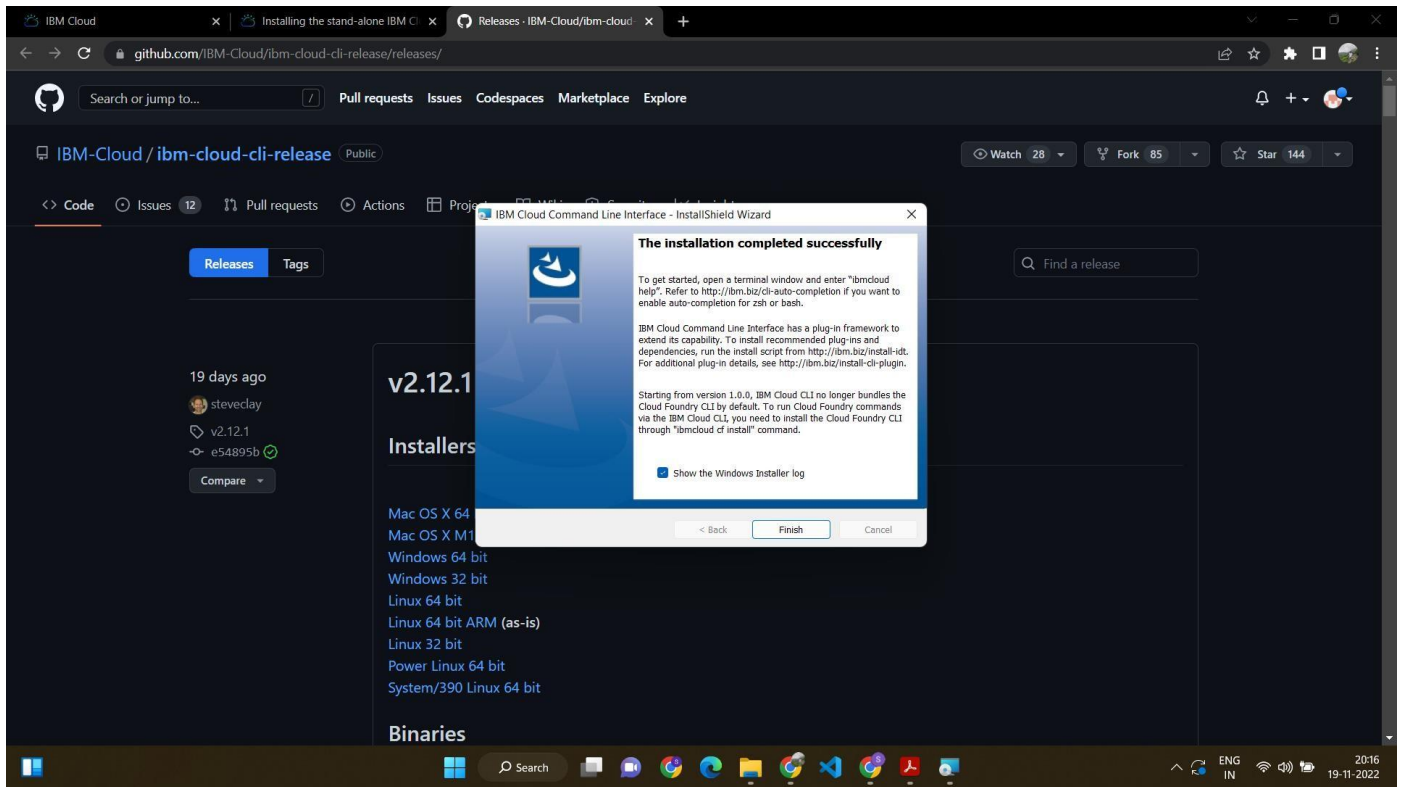 IBM Cloud
Installing the stand-alone IBM Cl
Releases · IBM-Cloud/ibm-cloud-
github.com/IBM-Cloud/ibm-cloud-cli-release/releases/
Search or jump to...
/
Pull requests Issues Codespaces Marketplace Explore
IBM-Cloud / ibm-cloud-cli-release Public
Watch 28
Fork 85
Star 144
<> Code Issues 12 Pull requests Actions
IBM Cloud Command Line Interface - InstallShield Wizard
The installation completed successfully
To get started, open a terminal window and enter "ibmcloud
help". Refer to http://ibm.biz/cli-auto-completion if you want to
enable auto-completion for zsh or bash.
IBM Cloud Command Line Interface has a plug-in framework to
extend its capability. To install recommended plug-ins and
dependencies, run the install script from http://ibm.biz/install-idt.
For additional plug-in details, see http://ibm.biz/install-cli-plugin.
Starting from version 1.0.0, IBM Cloud CLI no longer bundles the
Cloud Foundry CLI by default. To run Cloud Foundry commands
via the IBM Cloud CLI, you need to install the Cloud Foundry CLI
through "ibmcloud cf install" command.
Show the Windows Installer log
< Back Finish Cancel
Releases Tags
Find a release
19 days ago
steveclay
v2.12.1
e54895b
Compare
v2.12.1
Installers
Mac OS X 64
Mac OS X M1
Windows 64 bit
Windows 32 bit
Linux 64 bit
Linux 64 bit ARM (as-is)
Linux 32 bit
Power Linux 64 bit
System/390 Linux 64 bit
Binaries
Search
ENG
IN
20:16
19-11-2022